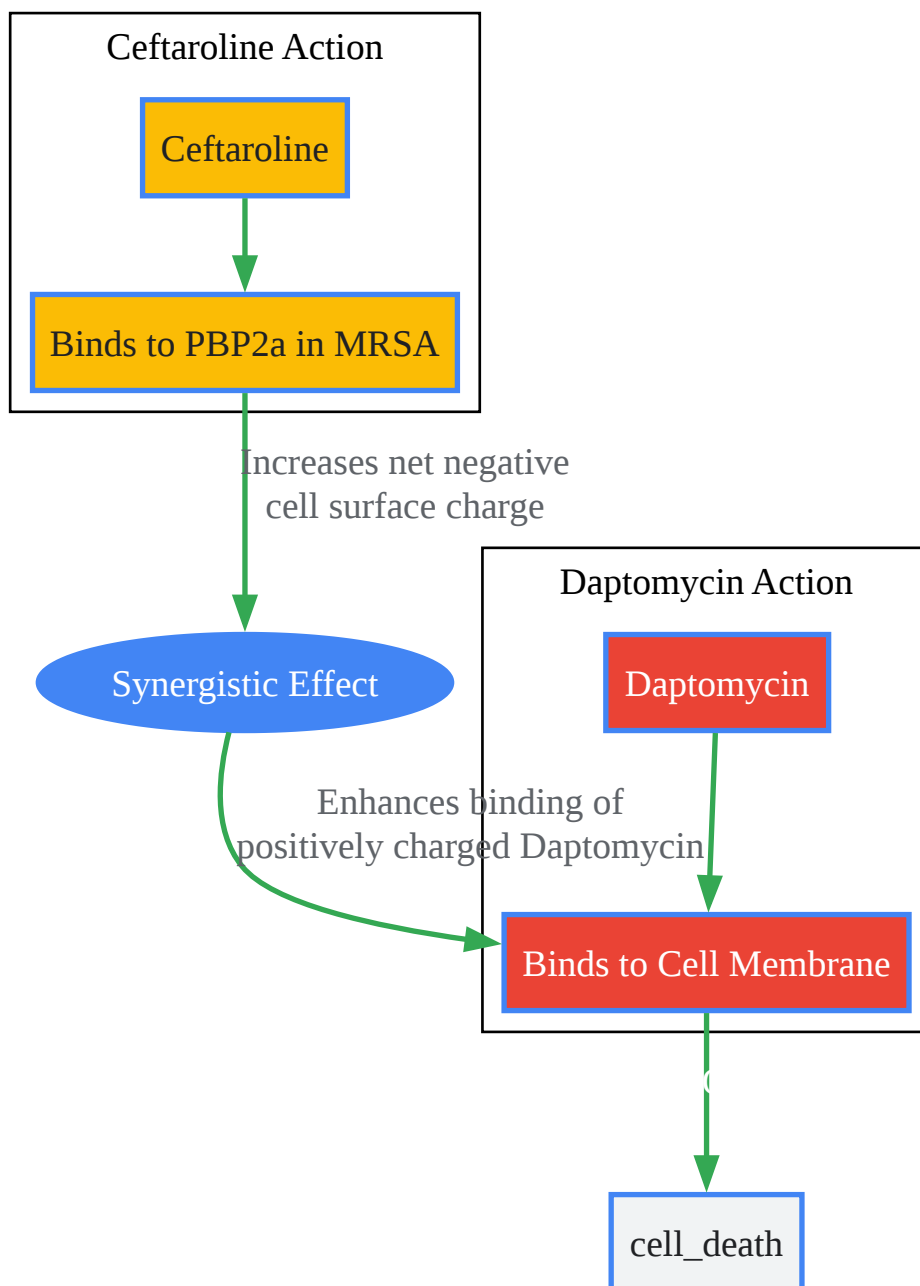 Ceftaroline Action
Ceftaroline
Binds to PBP2a in MRSA
Increases net negative
cell surface charge
Daptomycin Action
Synergistic Effect
Daptomycin
Enhances binding of
positively charged Daptomycin
Binds to Cell Membrane
cell_death